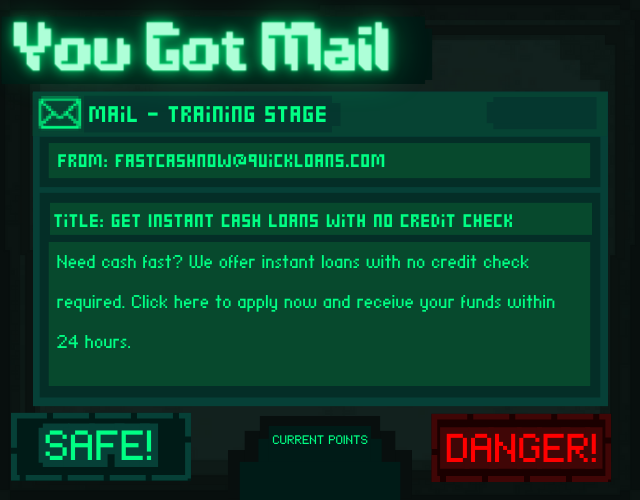 You Got Mail
MAiL - TRAiNiNG STAGE
FROM: FASTCASHNOW@QUiCKLOANS.COM
TiTLE: GET INSTANT CASH LOANS WiTH NO CREDiT CHECK
Need cash fast? We offer instant loans with no credit check
required. Click here to apply now and receive your funds within
24 hours.
SAFE!
CURRENT POINTS
DANGER!